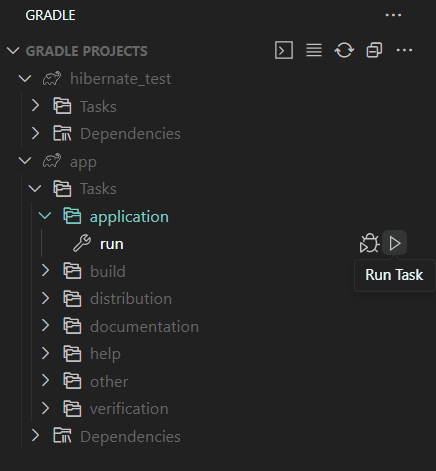 GRADLE
GRADLE PROJECTS
hibernate_test
Tasks
Dependencies
app
Tasks
application
run
Run Task
build
distribution
documentation
help
other
verification
Dependencies